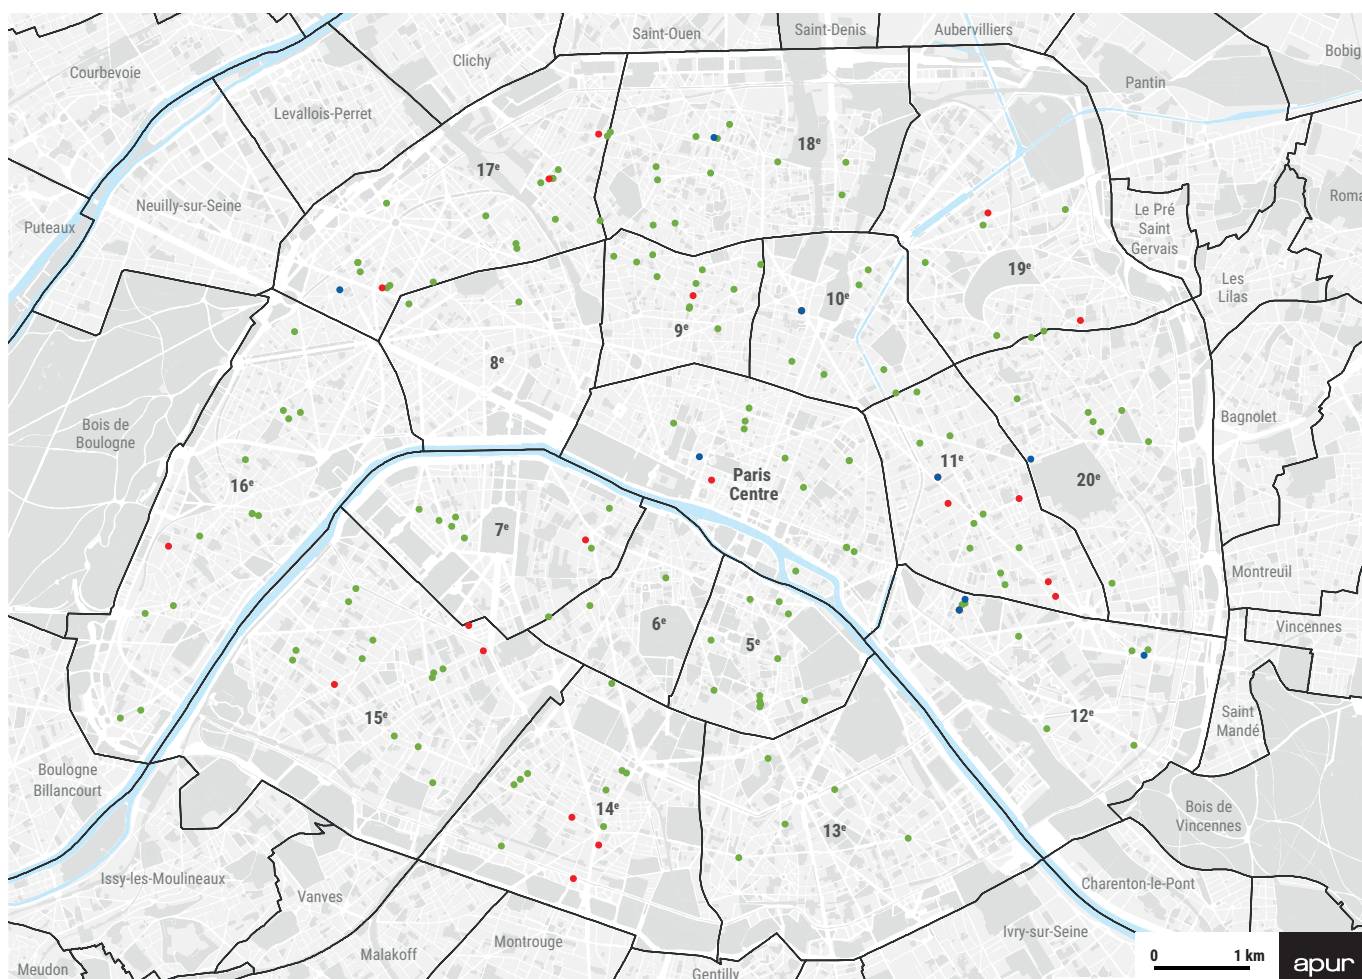 Saint-Ouen
Saint-Denis
Aubervilliers
Bobig
Courbevoie
Clichy
Pantin
Levallois-Perret
17e
18e
Neuilly-sur-Seine
Puteaux
Le Pré
Saint
Gervais
Roma
19e
Les
Lilas
10e
9e
8e
Bois de
Boulogne
Bagnolet
16e
Paris
Centre
11e
20e
7e
Montreuil
6e
5e
Vincennes
15e
12e
Saint
Mandé
Boulogne
Billancourt
14e
13e
Bois de
Vincennes
Issy-les-Moulineaux
Vanves
Charenton-le-Pont
Malakoff
Montrouge
Ivry-sur-Seine
Meudon
Gentilly
0 1 km
apur